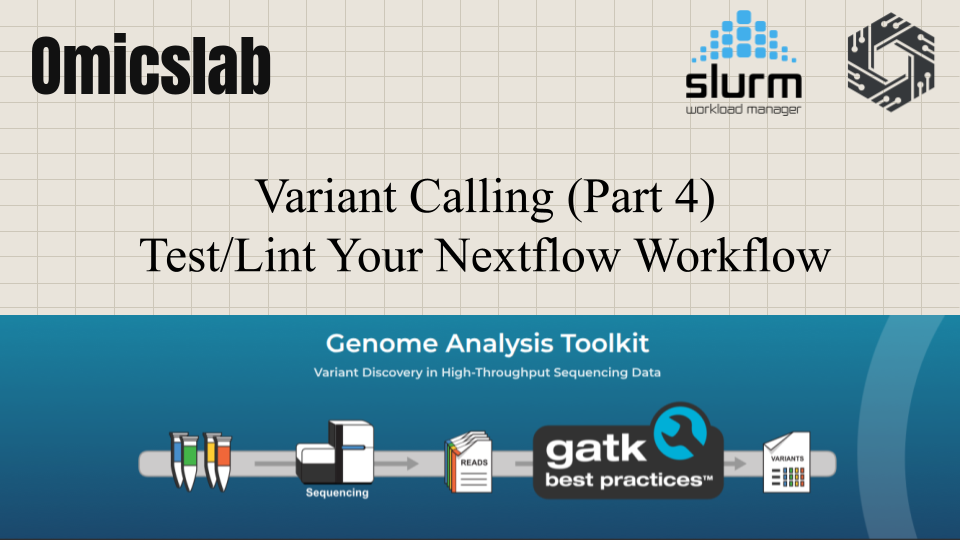 Omicslab
slurm
workload manager
Variant Calling (Part 4)
Test/Lint Your Nextflow Workflow
Genome Analysis Toolkit
Variant Discovery in High-Throughput Sequencing Data
READS
gatk
best practices™
VARIANTS
Sequencing